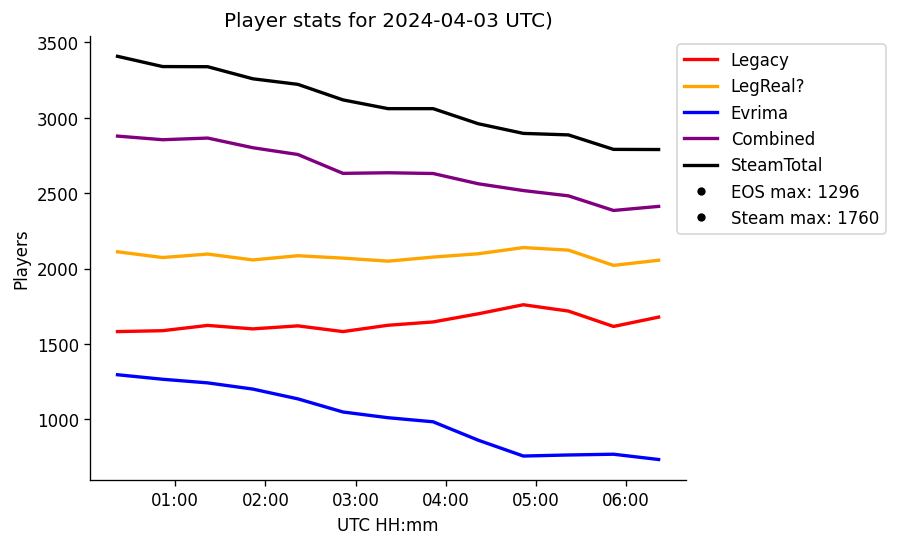 Player stats for 2024-04-03 UTC)
3500
3000
2500
2000
1500
1000
Players
01:00 02:00 03:00 04:00 05:00 06:00
UTC HH:mm
Legacy
LegReal?
Evrima
Combined
SteamTotal
EOS max: 1296
Steam max: 1760